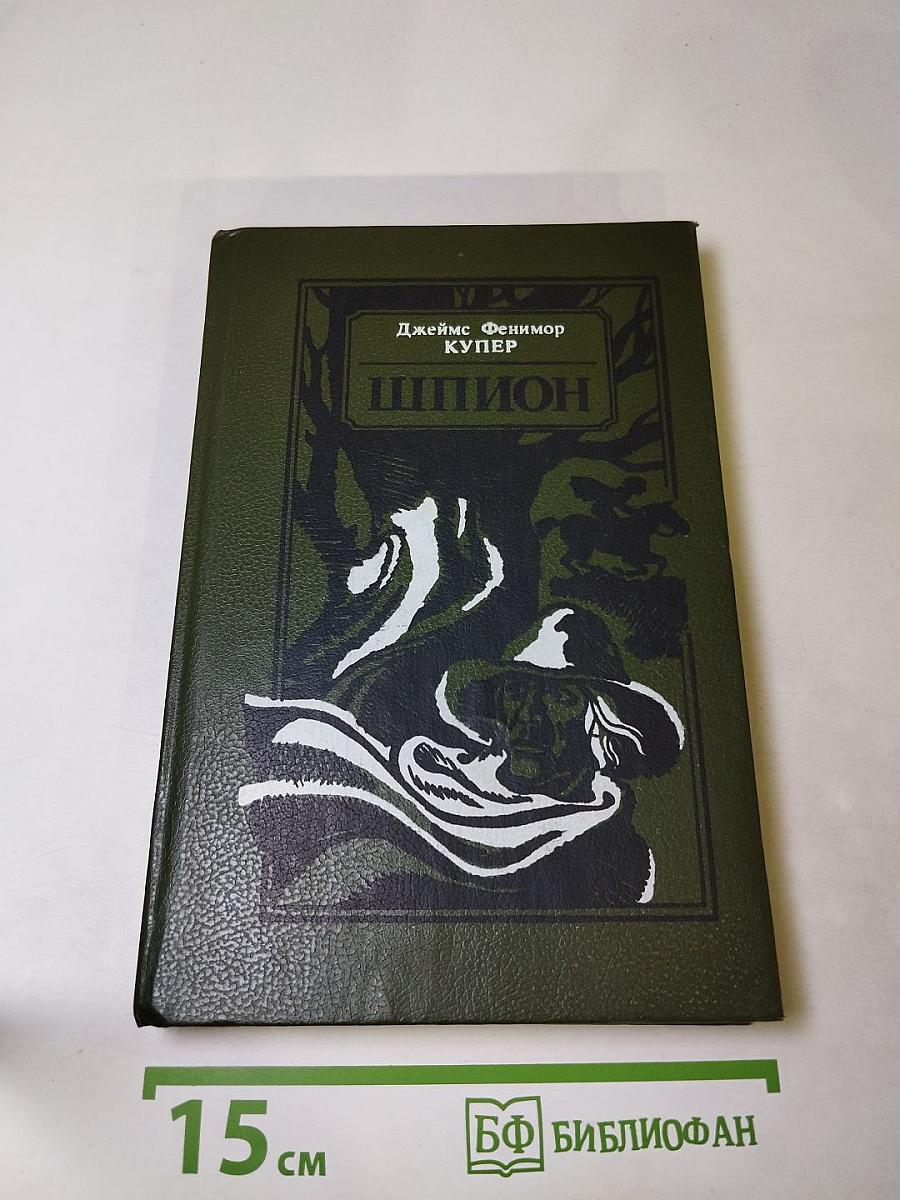 Джеймс Фенимор
КУПЕР
ШПИОН
15 см
БФ БИБЛИОФАН